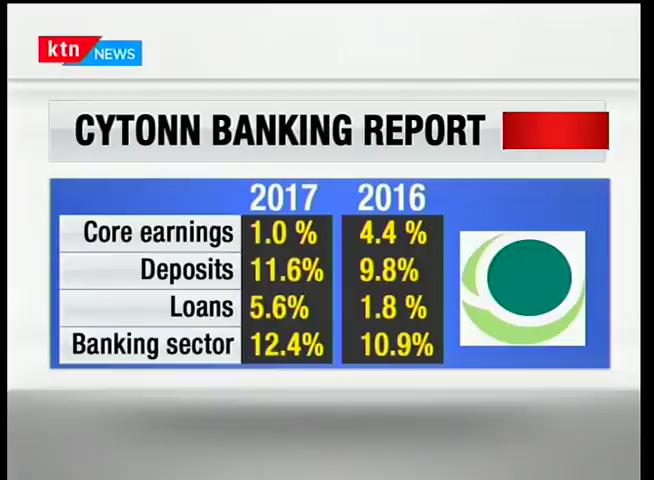 ktn NEWS
CYTONN BANKING REPORT
2017 2016
Core earnings 1.0 % 4.4 %
Deposits 11.6% 9.8%
Loans 5.6% 1.8 %
Banking sector 12.4% 10.9%